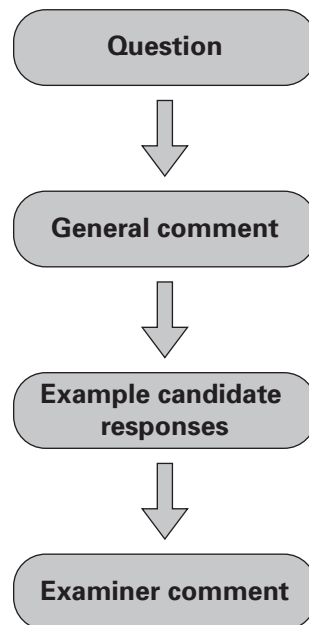 Question
General comment
Example candidate
responses
Examiner comment